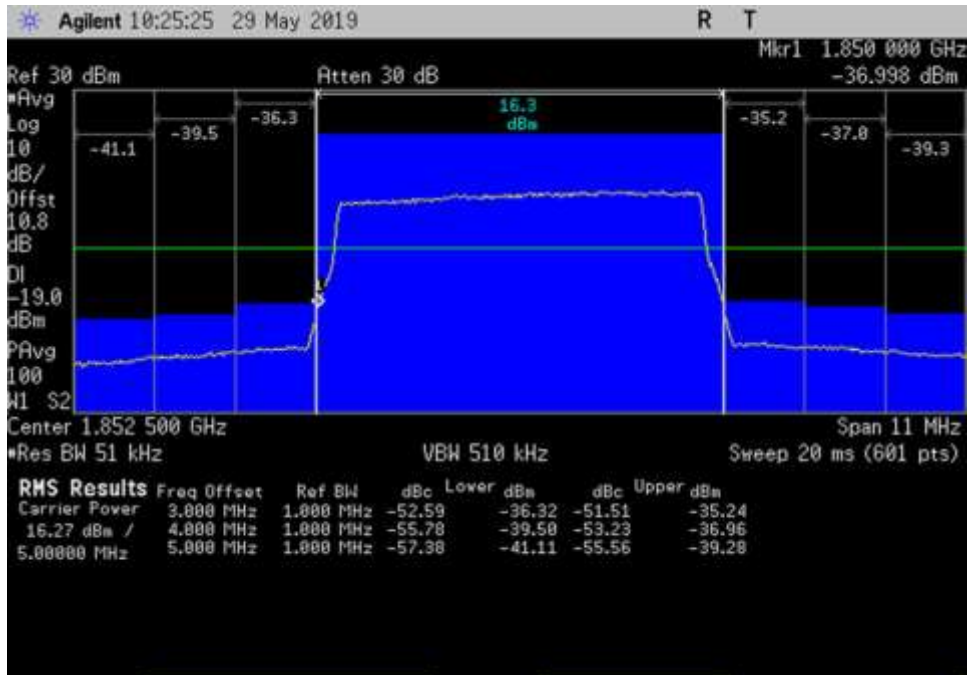 Agilent 10:25:25 29 May 2019 R T
Mkr1 1.850 000 GHz
Ref 30 dBm Atten 30 dB -36.998 dBm
#Avg
Log
10
dB/
Offst
10.8
dB
DI
-19.0
dBm
PAvg
100
W1 S2
-41.1 -39.5 -36.3 16.3 dBm -35.2 -37.0 -39.3
Center 1.852 500 GHz Span 11 MHz
#Res BW 51 kHz VBW 510 kHz Sweep 20 ms (601 pts)
RMS Results Freq Offset Ref BW dBc Lower dBm dBc Upper dBm
Carrier Power 3.000 MHz 1.000 MHz -52.59 -36.32 -51.51 -35.24
16.27 dBm / 4.000 MHz 1.000 MHz -55.78 -39.50 -53.23 -36.96
5.00000 MHz 5.000 MHz 1.000 MHz -57.38 -41.11 -55.56 -39.28